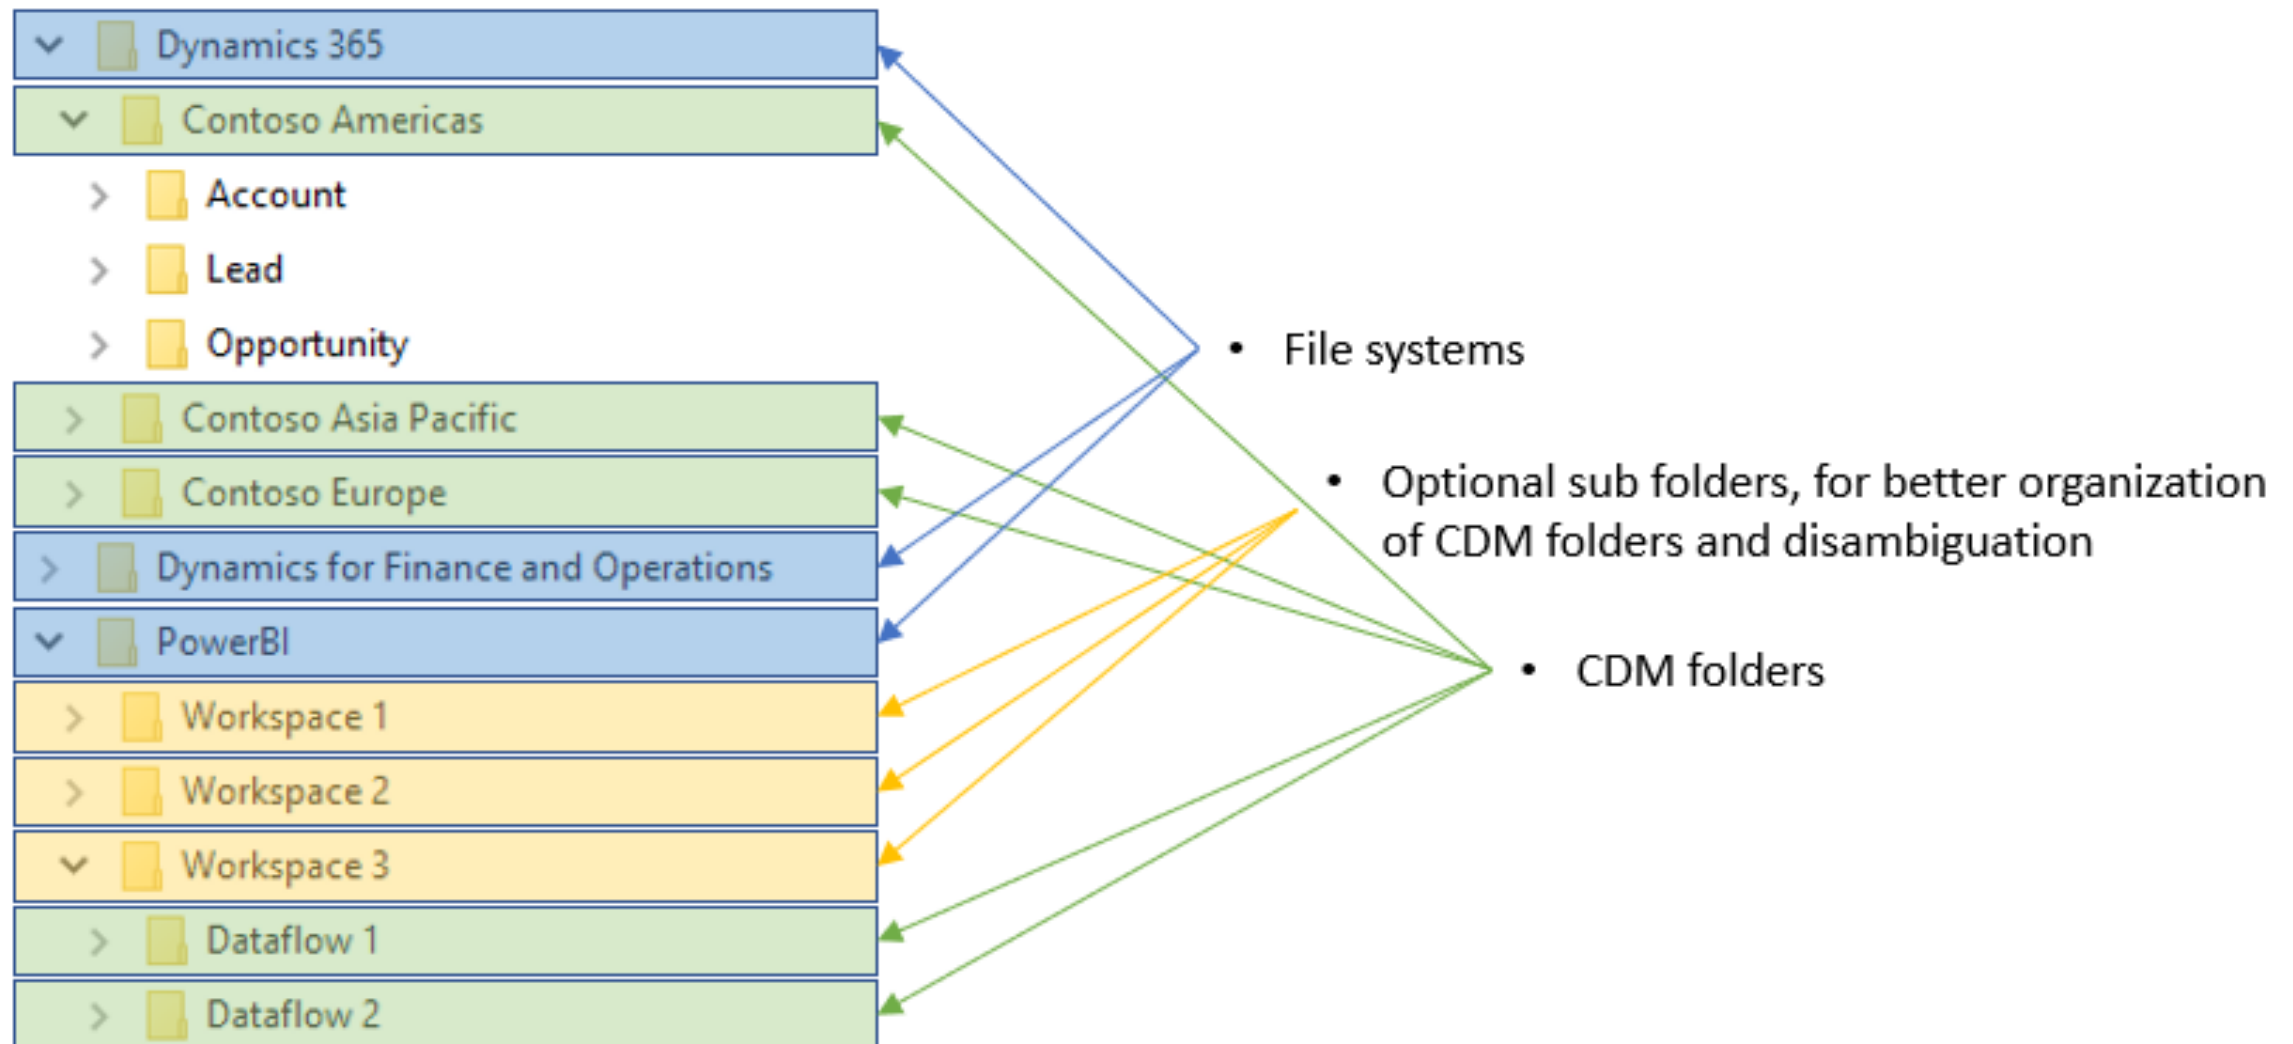 Dynamics 365
Contoso Americas
Account
Lead
Opportunity
Contoso Asia Pacific
Contoso Europe
Dynamics for Finance and Operations
PowerBI
Workspace 1
Workspace 2
Workspace 3
Dataflow 1
Dataflow 2
• File systems
• Optional sub folders, for better organization
of CDM folders and disambiguation
• CDM folders